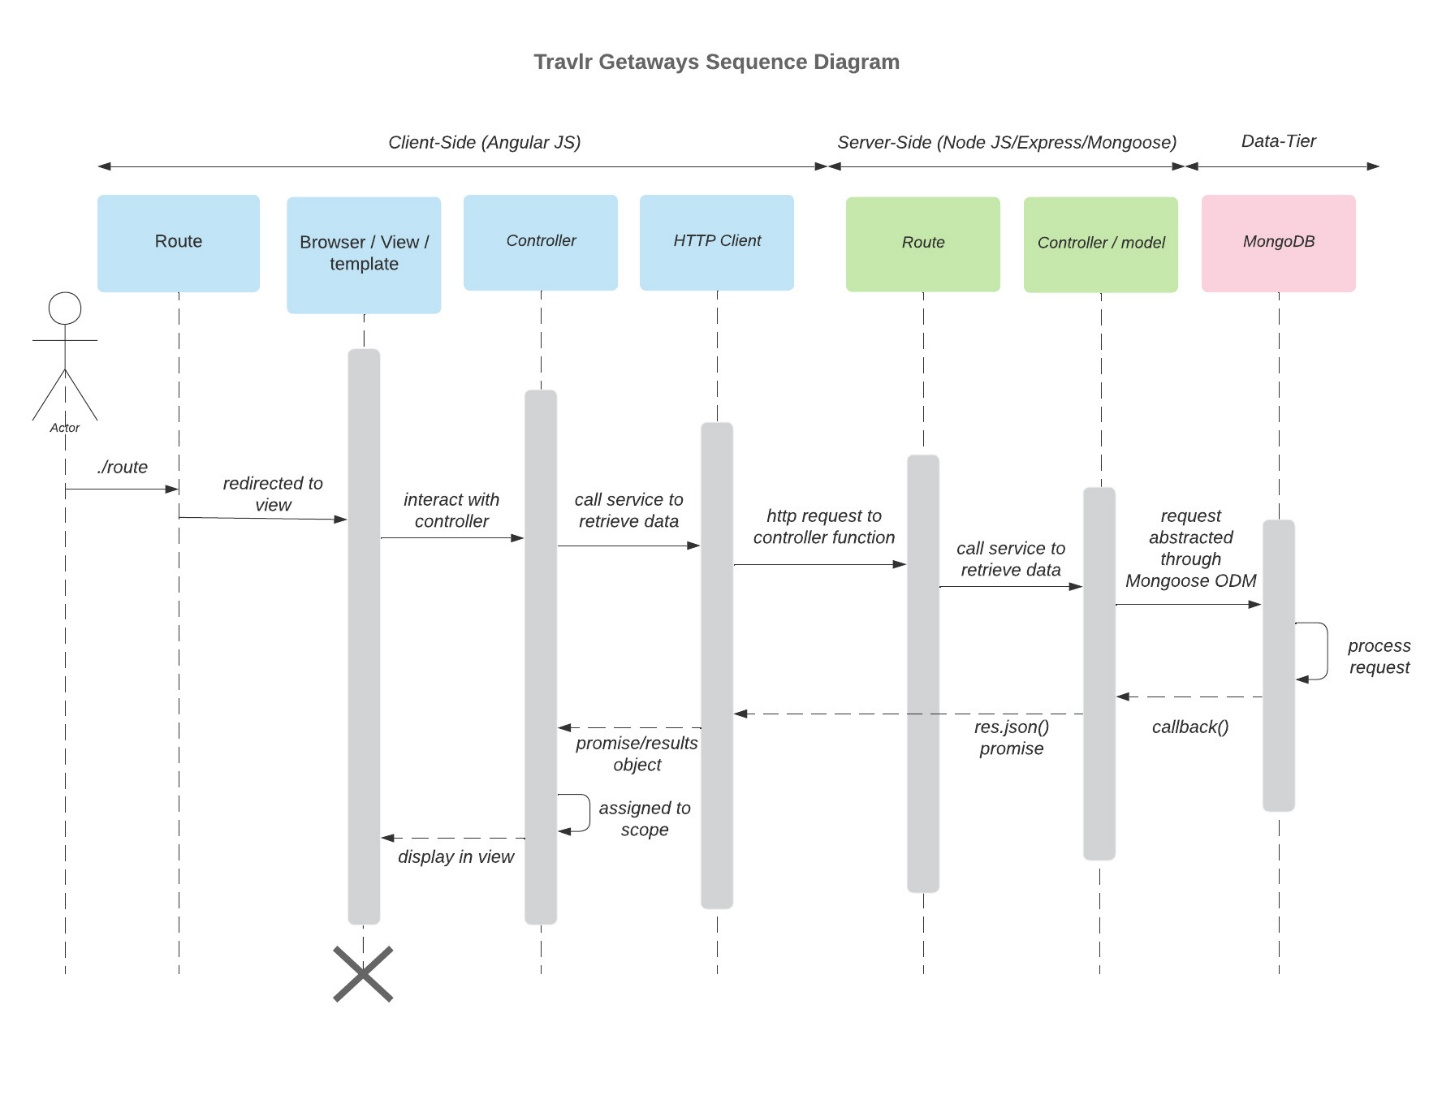 Travlr Getaways Sequence Diagram
Client-Side (Angular JS)
Server-Side (Node JS/Express/Mongoose)
Data-Tier
Route
Browser / View /
template
Controller
HTTP Client
Route
Controller / model
MongoDB
Actor
./route
redirected to
view
interact with
controller
call service to
retrieve data
http request to
controller function
call service to
retrieve data
request
abstracted
through
Mongoose ODM
process
request
callback()
res.json()
promise
promise/results
object
assigned to
scope
display in view